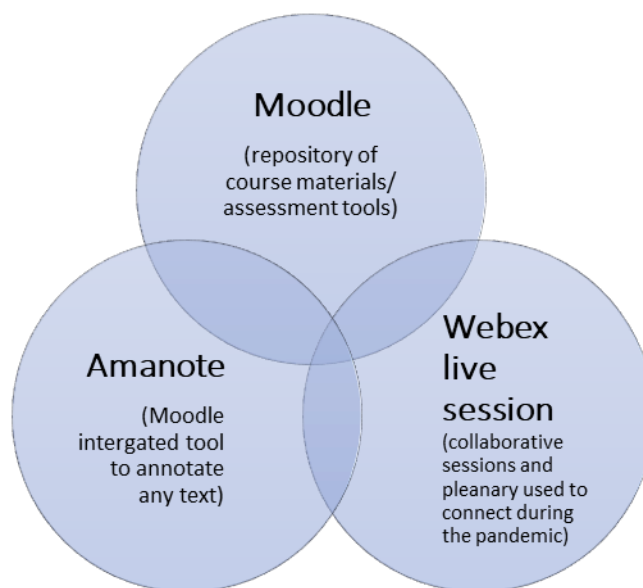 Moodle
(repository of
course materials/
assessment tools)
Amanote
(Moodle
intergated tool
to annotate
any text)
Webex
live
session
(collaborative
sessions and
pleanary used to
connect during
the pandemic)